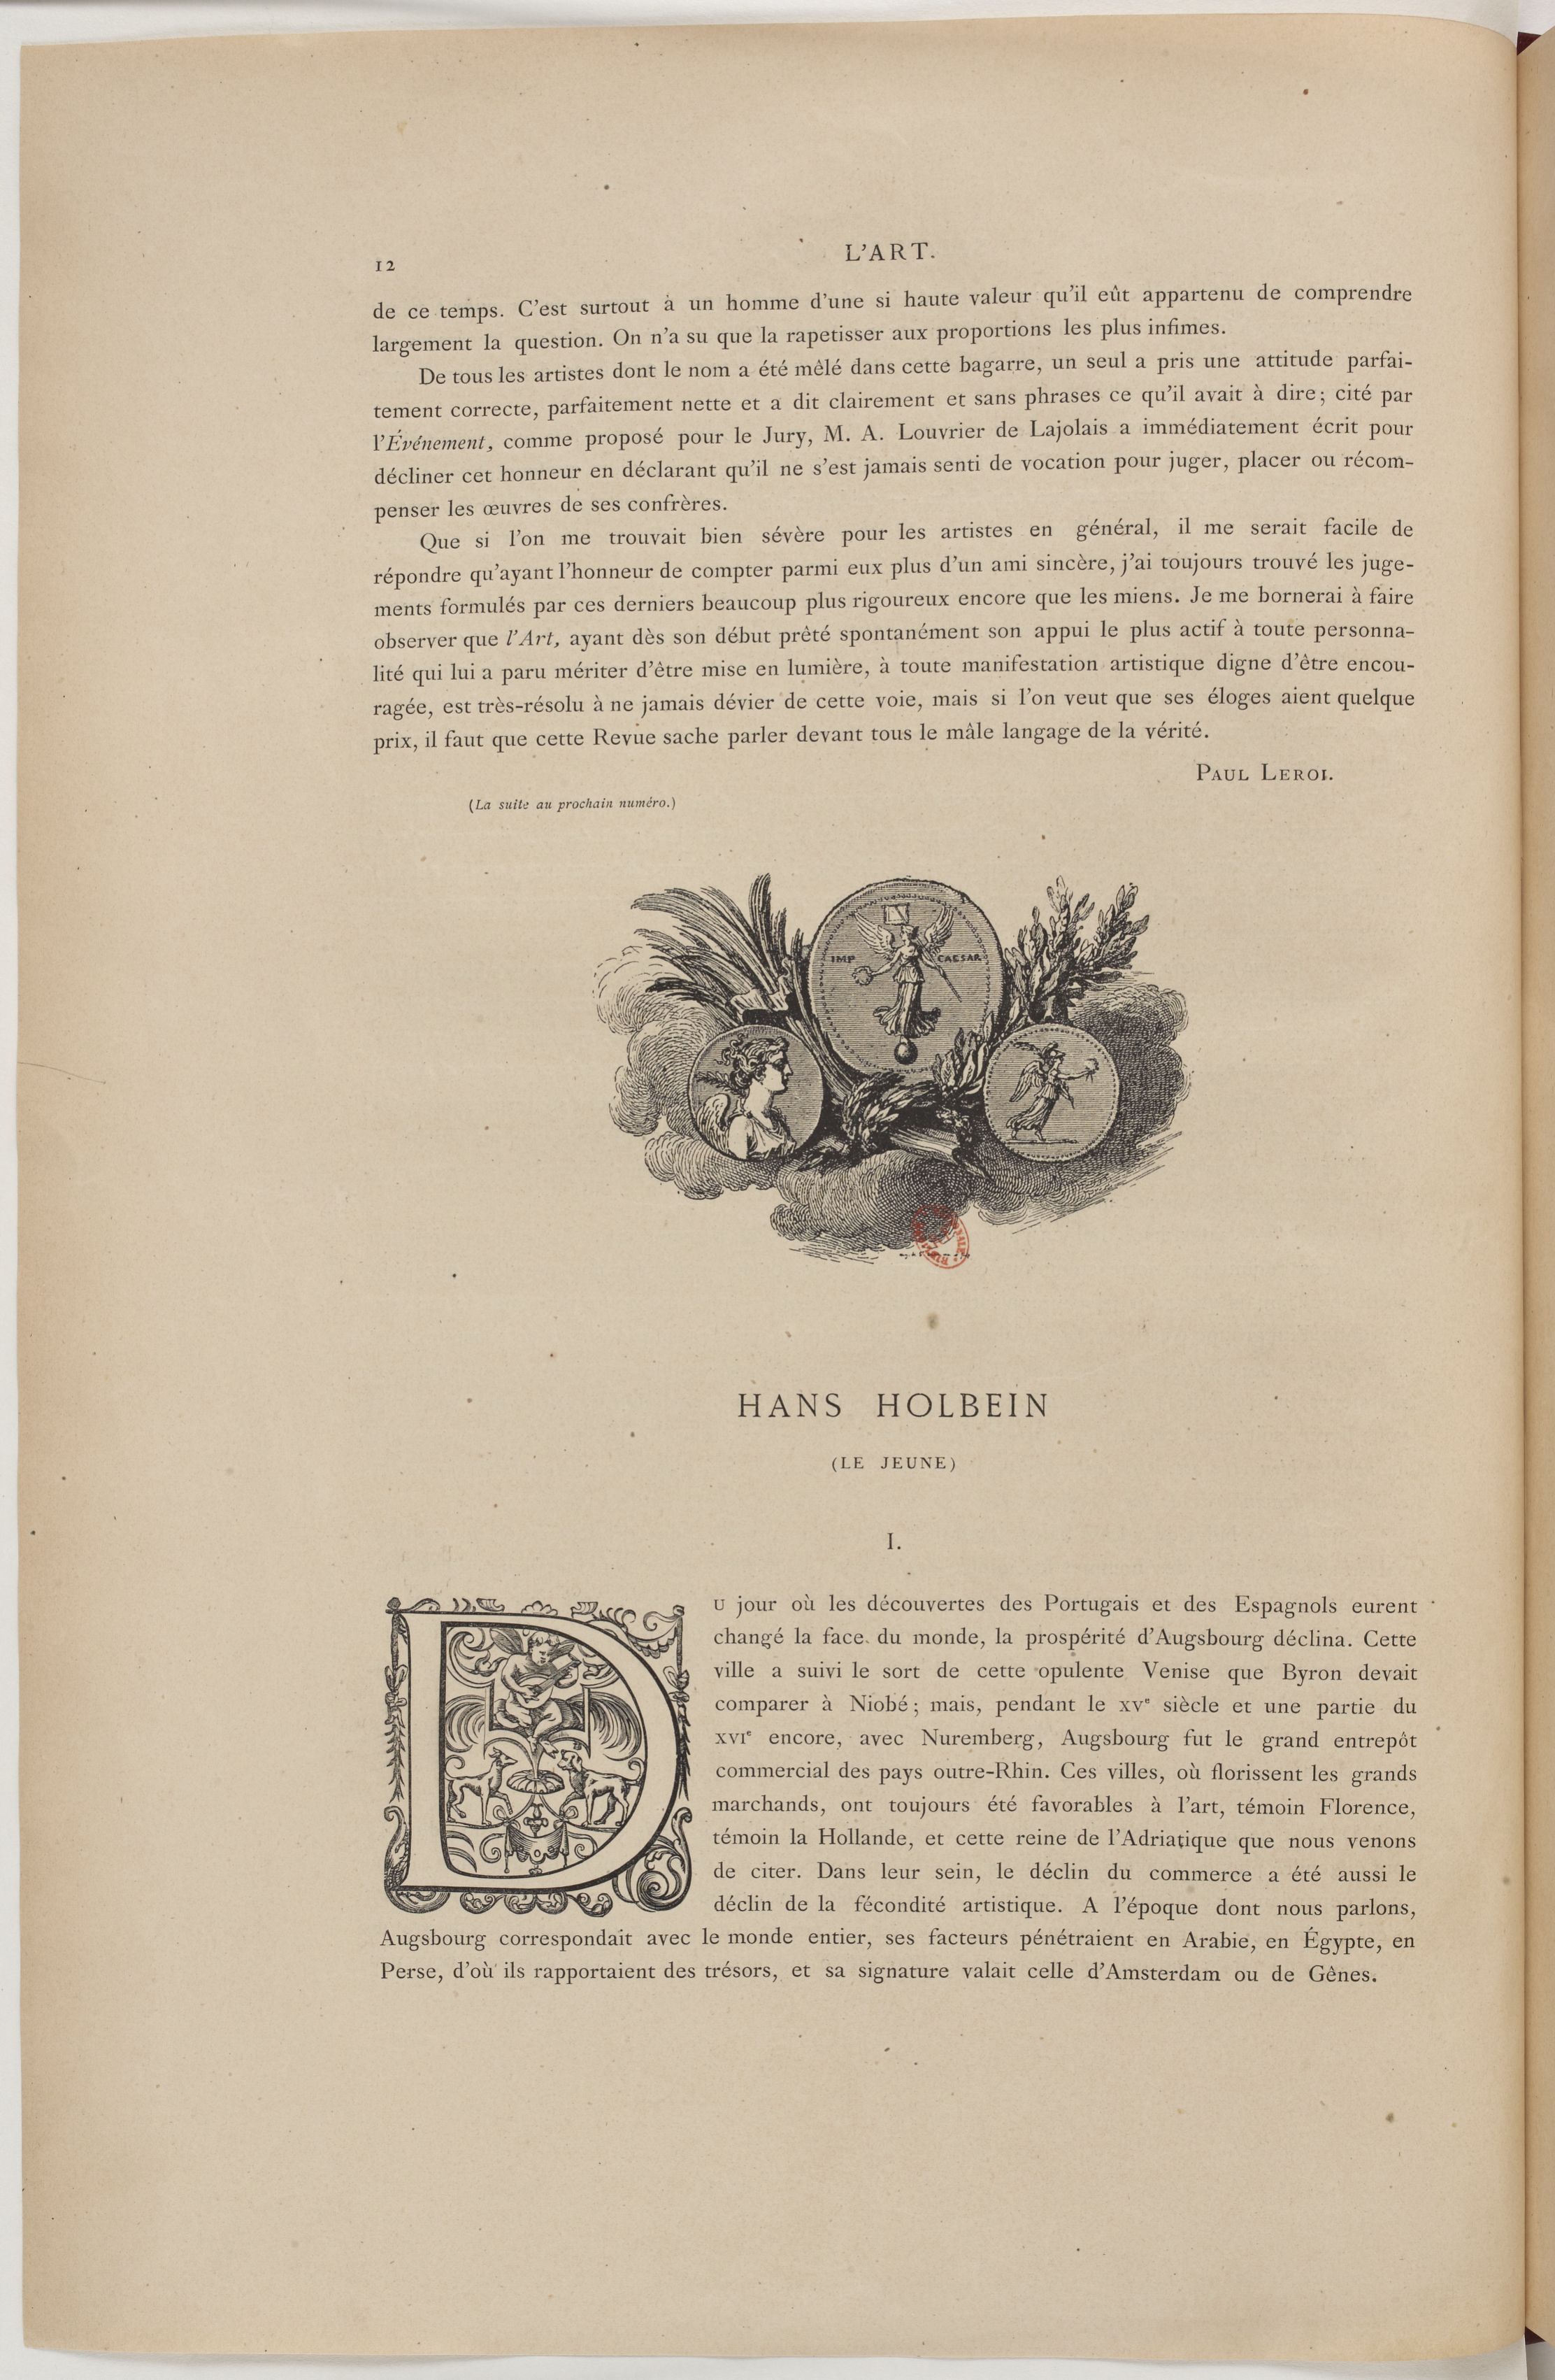 12
L'ART.
de ce temps. C'est surtout à un homme d'une si haute valeur qu'il eût appartenu de comprendre
largement la question. On n'a su que la rapetisser aux proportions les plus infimes.
De tous les artistes dont le nom a été mêlé dans cette bagarre, un seul a pris une attitude parfai-
tement correcte, parfaitement nette et a dit clairement et sans phrases ce qu'il avait à dire; cité par
l'Événement, comme proposé pour le Jury, M. A. Louvrier de Lajolais a immédiatement écrit pour
décliner cet honneur en déclarant qu'il ne s'est jamais senti de vocation pour juger, placer ou récom-
penser les œuvres de ses confrères.
Que si l'on me trouvait bien sévère pour les artistes en général, il me serait facile de
répondre qu'ayant l'honneur de compter parmi eux plus d'un ami sincère, j'ai toujours trouvé les juge-
ments formulés par ces derniers beaucoup plus rigoureux encore que les miens. Je me bornerai à faire
observer que l'Art, ayant dès son début prêté spontanément son appui le plus actif à toute personna-
lité qui lui a paru mériter d'être mise en lumière, à toute manifestation artistique digne d'être encou-
ragée, est très-résolu à ne jamais dévier de cette voie, mais si l'on veut que ses éloges aient quelque
prix, il faut que cette Revue sache parler devant tous le mâle langage de la vérité.
PAUL LEROI.
(La suite au prochain numéro.)
IMP CAESAR
HANS HOLBEIN
(LE JEUNE)
I.
DU jour où les découvertes des Portugais et des Espagnols eurent
changé la face du monde, la prospérité d'Augsbourg déclina. Cette
ville a suivi le sort de cette opulente Venise que Byron devait
comparer à Niobé; mais, pendant le XVe siècle et une partie du
XVIe encore, avec Nuremberg, Augsbourg fut le grand entrepôt
commercial des pays outre-Rhin. Ces villes, où florissent les grands
marchands, ont toujours été favorables à l'art, témoin Florence,
témoin la Hollande, et cette reine de l'Adriatique que nous venons
de citer. Dans leur sein, le déclin du commerce a été aussi le
déclin de la fécondité artistique. A l'époque dont nous parlons,
Augsbourg correspondait avec le monde entier, ses facteurs pénétraient en Arabie, en Égypte, en
Perse, d'où ils rapportaient des trésors, et sa signature valait celle d'Amsterdam ou de Gênes.